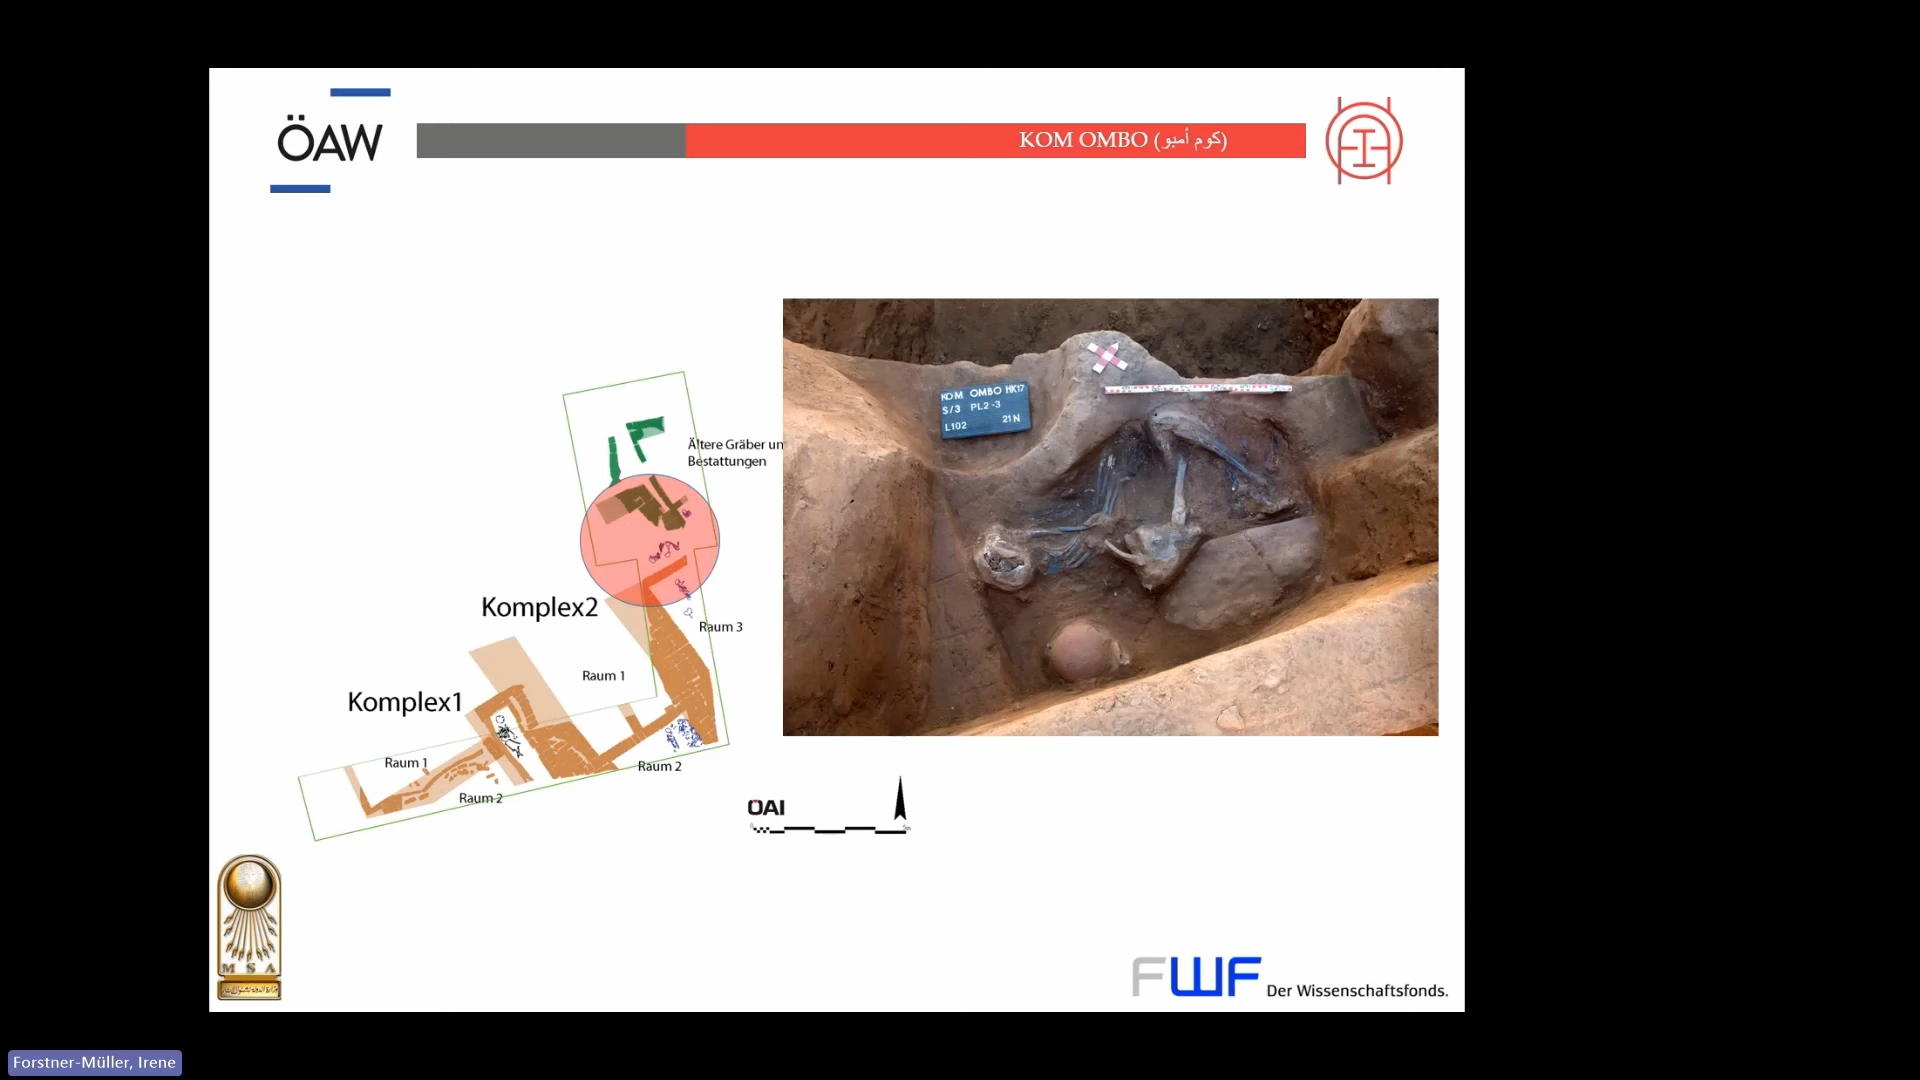 ÖAW
KOM OMBO (كوم أمبو)
KOM OMBO HK17
S/3 PL2-3
L102 21N
Ältere Gräber un
Bestattungen
Komplex2
Raum 3
Raum 1
Komplex1
Raum 1
Raum 2
Raum 2
ÖAI
MSA
FWF Der Wissenschaftsfonds.
Forstner-Müller, Irene